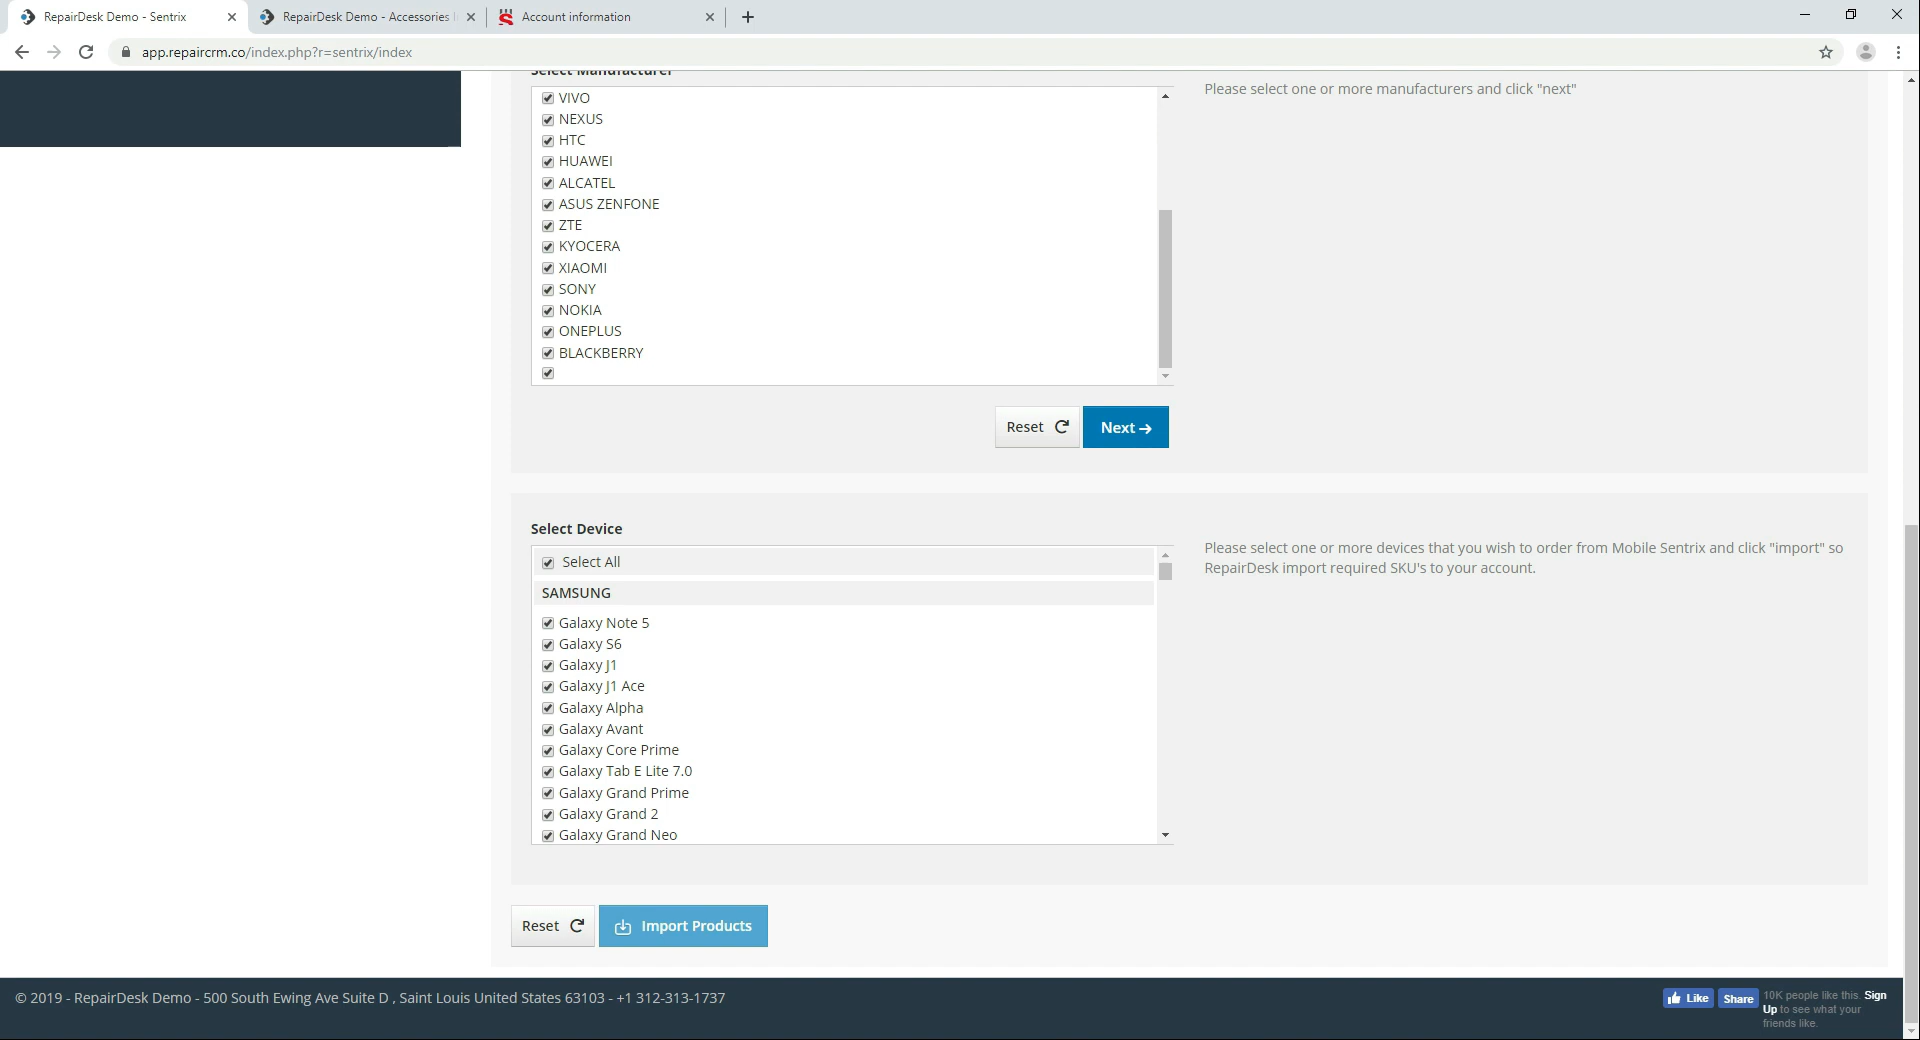 RepairDesk Demo - Sentrix
RepairDesk Demo - Accessories
Account information
app.repaircrm.co/index.php?r=sentrix/index
Select Manufacturer
Please select one or more manufacturers and click "next"
VIVO
NEXUS
HTC
HUAWEI
ALCATEL
ASUS ZENFONE
ZTE
KYOCERA
XIAOMI
SONY
NOKIA
ONEPLUS
BLACKBERRY
Reset
Next
Select Device
Please select one or more devices that you wish to order from Mobile Sentrix and click "import" so
RepairDesk import required SKU's to your account.
Select All
SAMSUNG
Galaxy Note 5
Galaxy S6
Galaxy J1
Galaxy J1 Ace
Galaxy Alpha
Galaxy Avant
Galaxy Core Prime
Galaxy Tab E Lite 7.0
Galaxy Grand Prime
Galaxy Grand 2
Galaxy Grand Neo
Reset
Import Products
© 2019 - RepairDesk Demo - 500 South Ewing Ave Suite D , Saint Louis United States 63103 - +1 312-313-1737
Like
Share
10K people like this. Sign
Up to see what your
friends like.